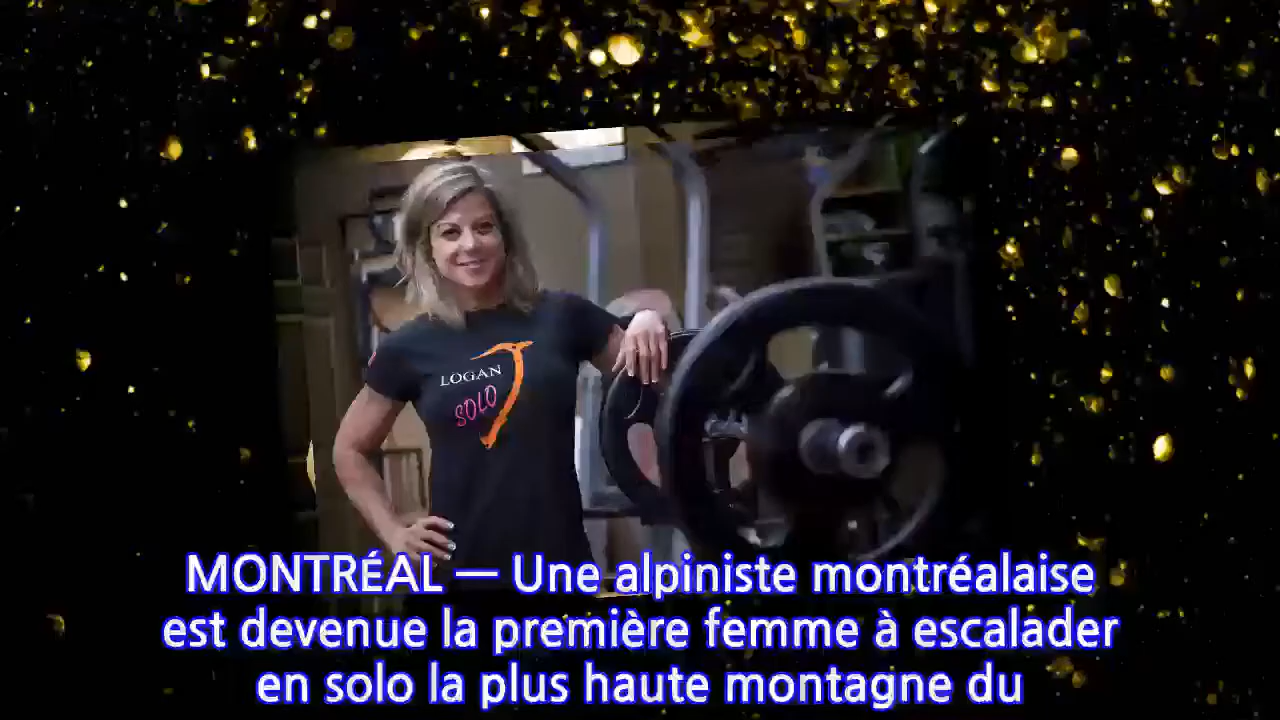 LOGAN
SOLO
MONTRÉAL — Une alpiniste montréalaise
est devenue la première femme à escalader
en solo la plus haute montagne du